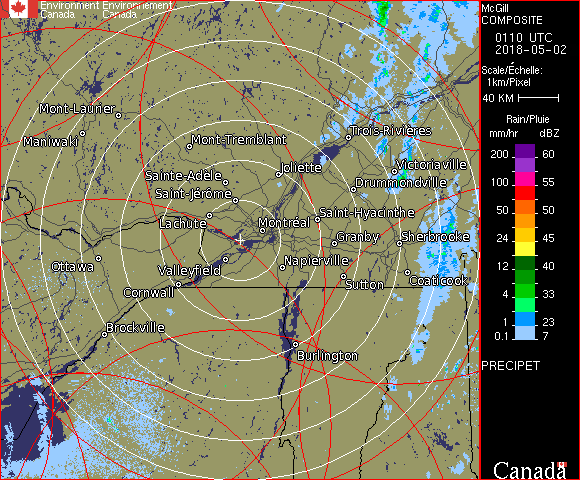 Environment Environnement
Canada Canada
McGill
COMPOSITE
0110 UTC
2018-05-02
Scale/Échelle:
1km/Pixel
40 KM
Rain/Pluie
mm/hr dBZ
200 60
100 55
50 50
24 45
12 40
4 33
1 23
0.1 7
PRECIPET
Canada
Mont-Laurier
Maniwaki
Mont-Tremblant
Trois-Rivières
Sainte-Adèle
Joliette
Victoriaville
Saint-Jérôme
Drummondville
Lachute
Saint-Hyacinthe
Montréal
Granby
Sherbrooke
Ottawa
Valleyfield
Napierville
Cornwall
Sutton
Coaticook
Brockville
Burlington